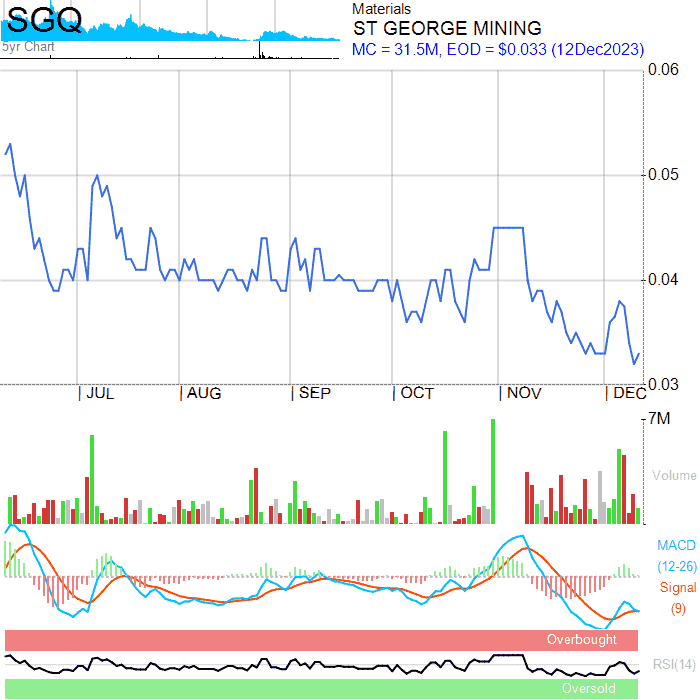 SGQ
5yr Chart
Materials
ST GEORGE MINING
MC = 31.5M, EOD = $0.033 (12Dec2023)
0.06
0.05
0.04
0.03
JUL AUG SEP OCT NOV DEC
7M
Volume
MACD
(12-26)
Signal
(9)
Overbought
RSI(14)
Oversold